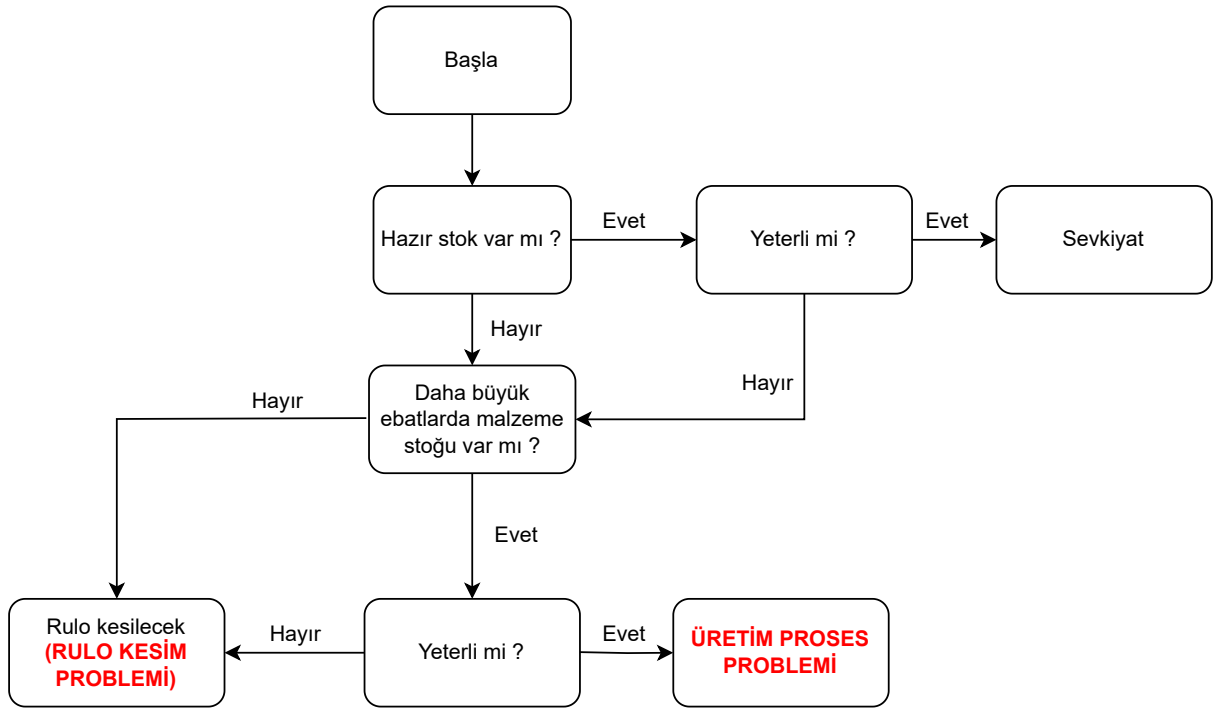 Başla
Hazır stok var mı ?
Evet
Yeterli mi ?
Evet
Sevkiyat
Hayır
Hayır
Daha büyük
ebatlarda malzeme
stoğu var mı ?
Hayır
Evet
Rulo kesilecek
(RULO KESİM
PROBLEMİ)
Hayır
Yeterli mi ?
Evet
ÜRETİM PROSES
PROBLEMİ